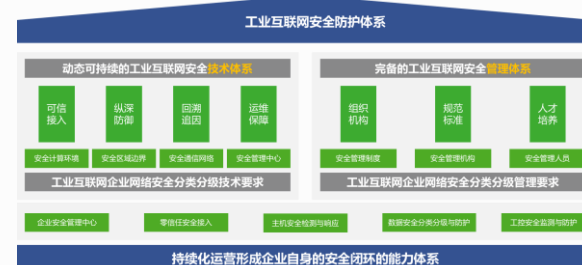 工业互联网安全防护体系
动态可持续的工业互联网安全技术体系
完备的工业互联网安全管理体系
可信
接入
纵深
防御
回溯
追因
运维
保障
组织
机构
规范
标准
人才
培养
安全计算环境
安全区域边界
安全通信网络
安全管理中心
安全管理制度
安全管理机构
安全管理人员
工业互联网企业网络安全分类分级技术要求
工业互联网企业网络安全分类分级管理要求
企业安全管理中心
零信任安全接入
主机安全检测与响应
数据安全分类分级与防护
工控安全监测与防护
持续化运营形成企业自身的安全闭环的能力体系